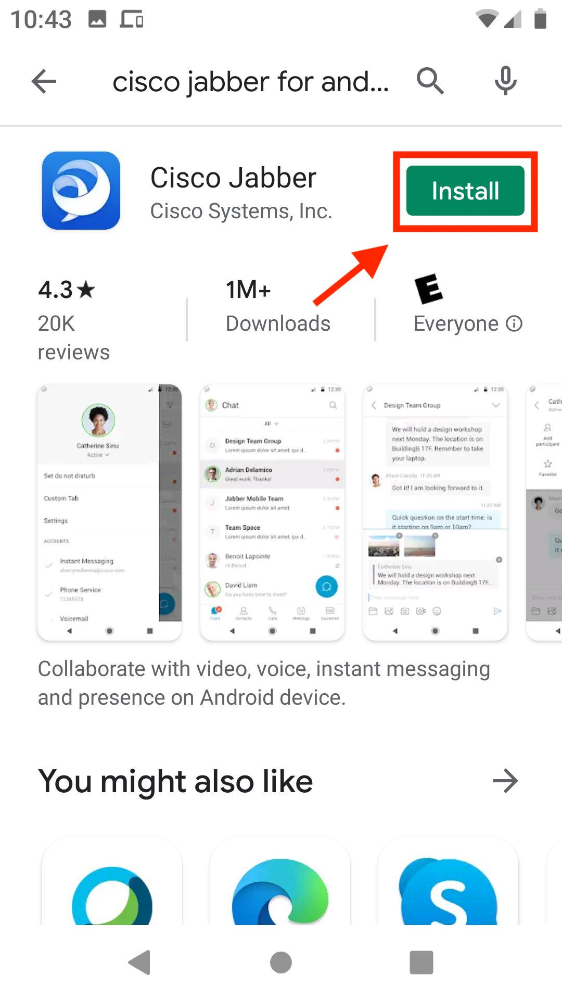 10:43
cisco jabber for and...
Cisco Jabber
Cisco Systems, Inc.
Install
4.3★
20K
reviews
1M+
Downloads
E
Everyone
12:30
Catherine Sinu
Active
Set do not disturb
Custom Tab
Settings
ACCOUNTS
Instant Messaging
Phone Service
12345678
Voicemail
12:30
Chat
All
D
Design Team Group
Lorem ipsum dolor sit amet, qui d...
Adrian Delamico
Great work. Thanks!
J
Jabber Mobile Team
Lorem ipsum dolor sit amet
T
Team Space
Lorem ipsum dolor sit amet, qui d...
Benoit Lapointe
Hi Benoit
David Liam
Do you have time to meet?
Chats
Contacts
Calls
Meetings
Voicemail
12:30
Design Team Group
We will hold a design workshop
next Monday. The location is on
BuildingB 17F. Remmber to take
your laptop.
Alison Cassidy 11:20 AM
Got it! I am looking forward to it.
11:22 AM
Quick question on the start time: is
it starting on 9am or 10am?
Catherine Sinu
We will hold a design workshop next
Monday. The location is on BuildingB 17F...
Enter message here
Cath
Active
Add
participant
Favorite
Collaborate with video, voice, instant messaging
and presence on Android device.
You might also like
S